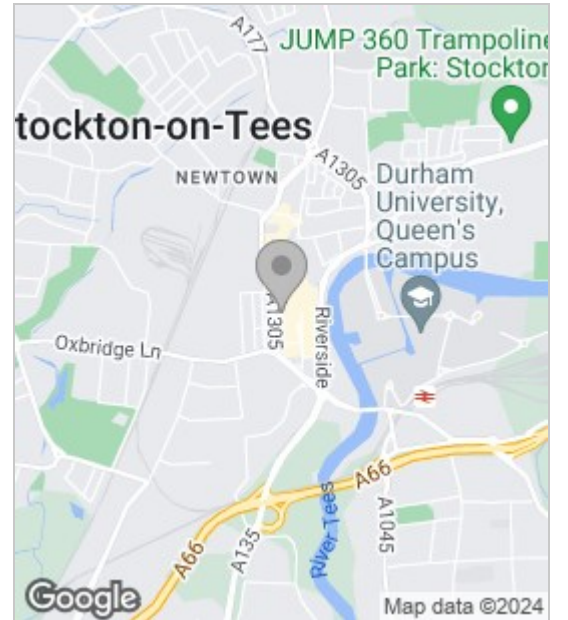 A177
JUMP 360 Trampoline
Park: Stockton
tockton-on-Tees
NEWTOWN
A1305
Durham
University,
Queen's
Campus
A1305
Riverside
Oxbridge Ln
A66
A66
A135
River Tees
A1045
Google
Map data ©2024